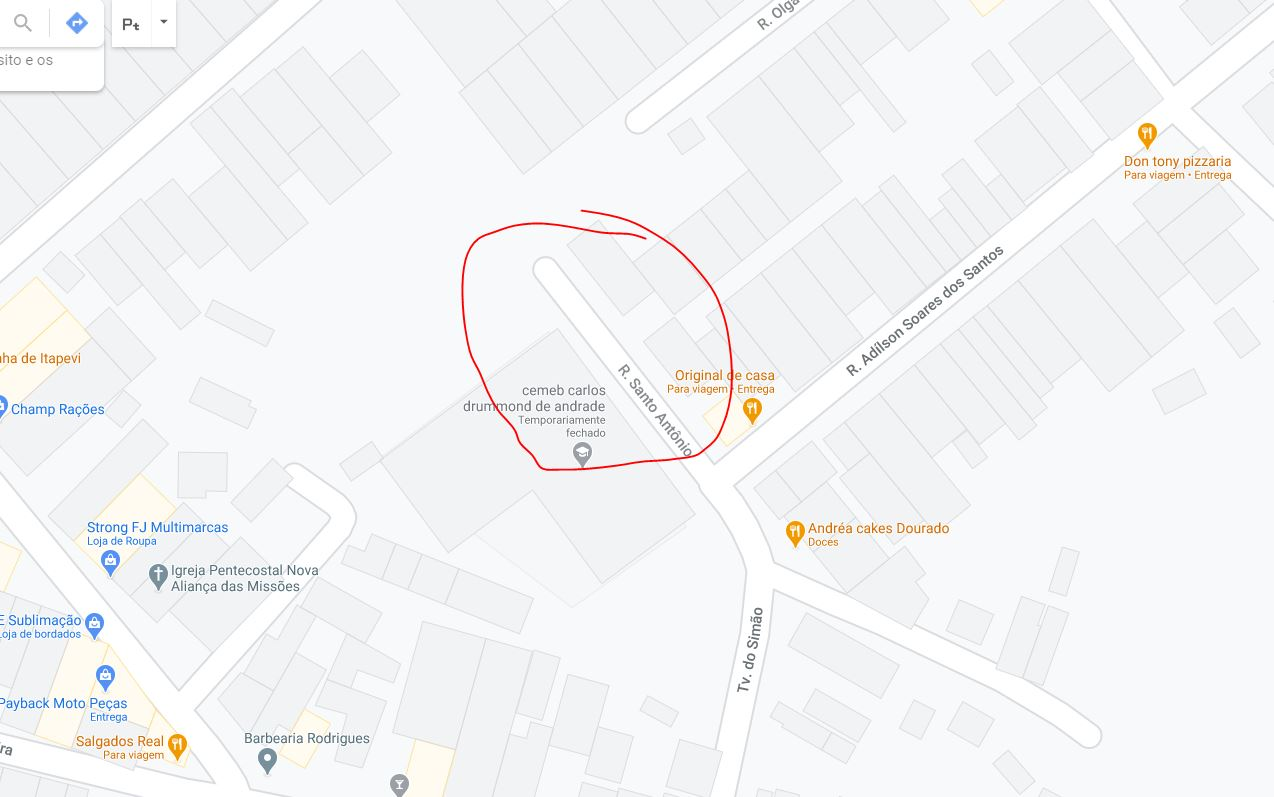 Pt
sito e os
R. Olga
Don tony pizzaria
Para viagem • Entrega
R. Adílson Soares dos Santos
nha de Itapevi
Champ Rações
Original de casa
Para viagem • Entrega
R. Santo Antônio
cemeb carlos
drummond de andrade
Temporariamente
fechado
Strong FJ Multimarcas
Loja de Roupa
Andréa cakes Dourado
Doces
Igreja Pentecostal Nova
Aliança das Missões
E Sublimação
Loja de bordados
Tv. do Simão
Payback Moto Peças
Entrega
Salgados Real
Para viagem
Barbearia Rodrigues
ra